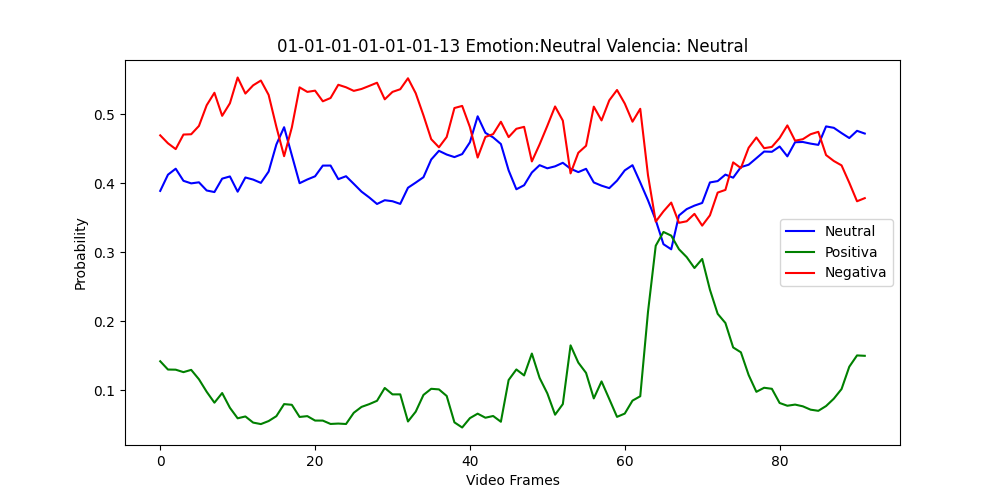 01-01-01-01-01-01-13 Emotion:Neutral Valencia: Neutral
Probability
0.5
0.4
0.3
0.2
0.1
Neutral
Positiva
Negativa
0 20 40 60 80
Video Frames